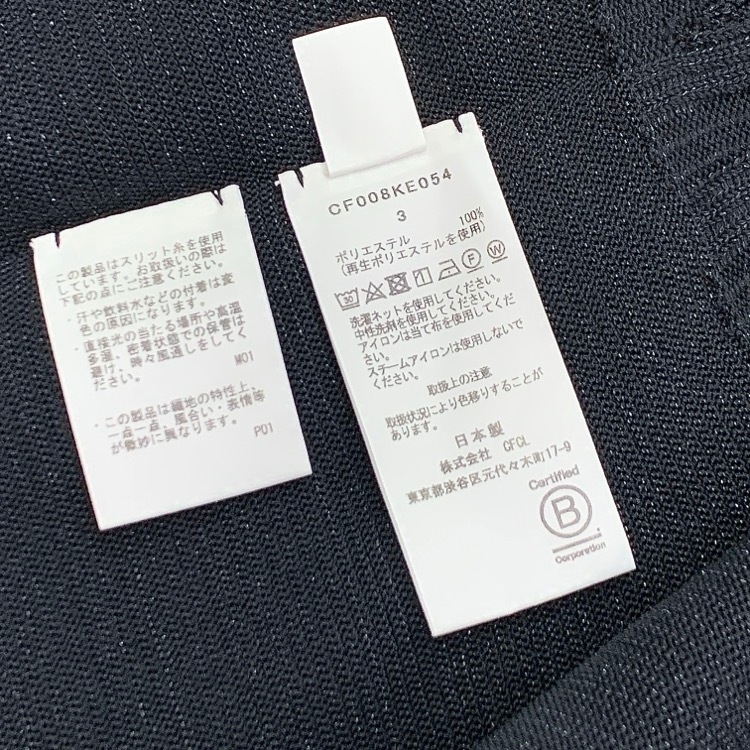 この製品はスリット糸を使用
しています。お取扱いの際は
下記の点にご注意ください。
・汗や飲料水などの付着は変
色の原因になります。
・直接光の当たる場所や高温
多湿、密着状態での保管は
避け、時々風通しをしてく
ださい。
M01
・この製品は編地の特性上、
一点一点、風合い・表情等
が微妙に異なります。
P01
CF008KE054
3
ポリエステル 100%
(再生ポリエステルを使用)
30 F W
洗濯ネットを使用してください。
中性洗剤を使用してください。
アイロンは当て布を使用してくだ
さい。
スチームアイロンは使用しないで
ください。
取扱上の注意
取扱状況により色移りすることが
あります。
日本製
株式会社 CFCL
東京都渋谷区元代々木町17-9
Certified
B
Corporation